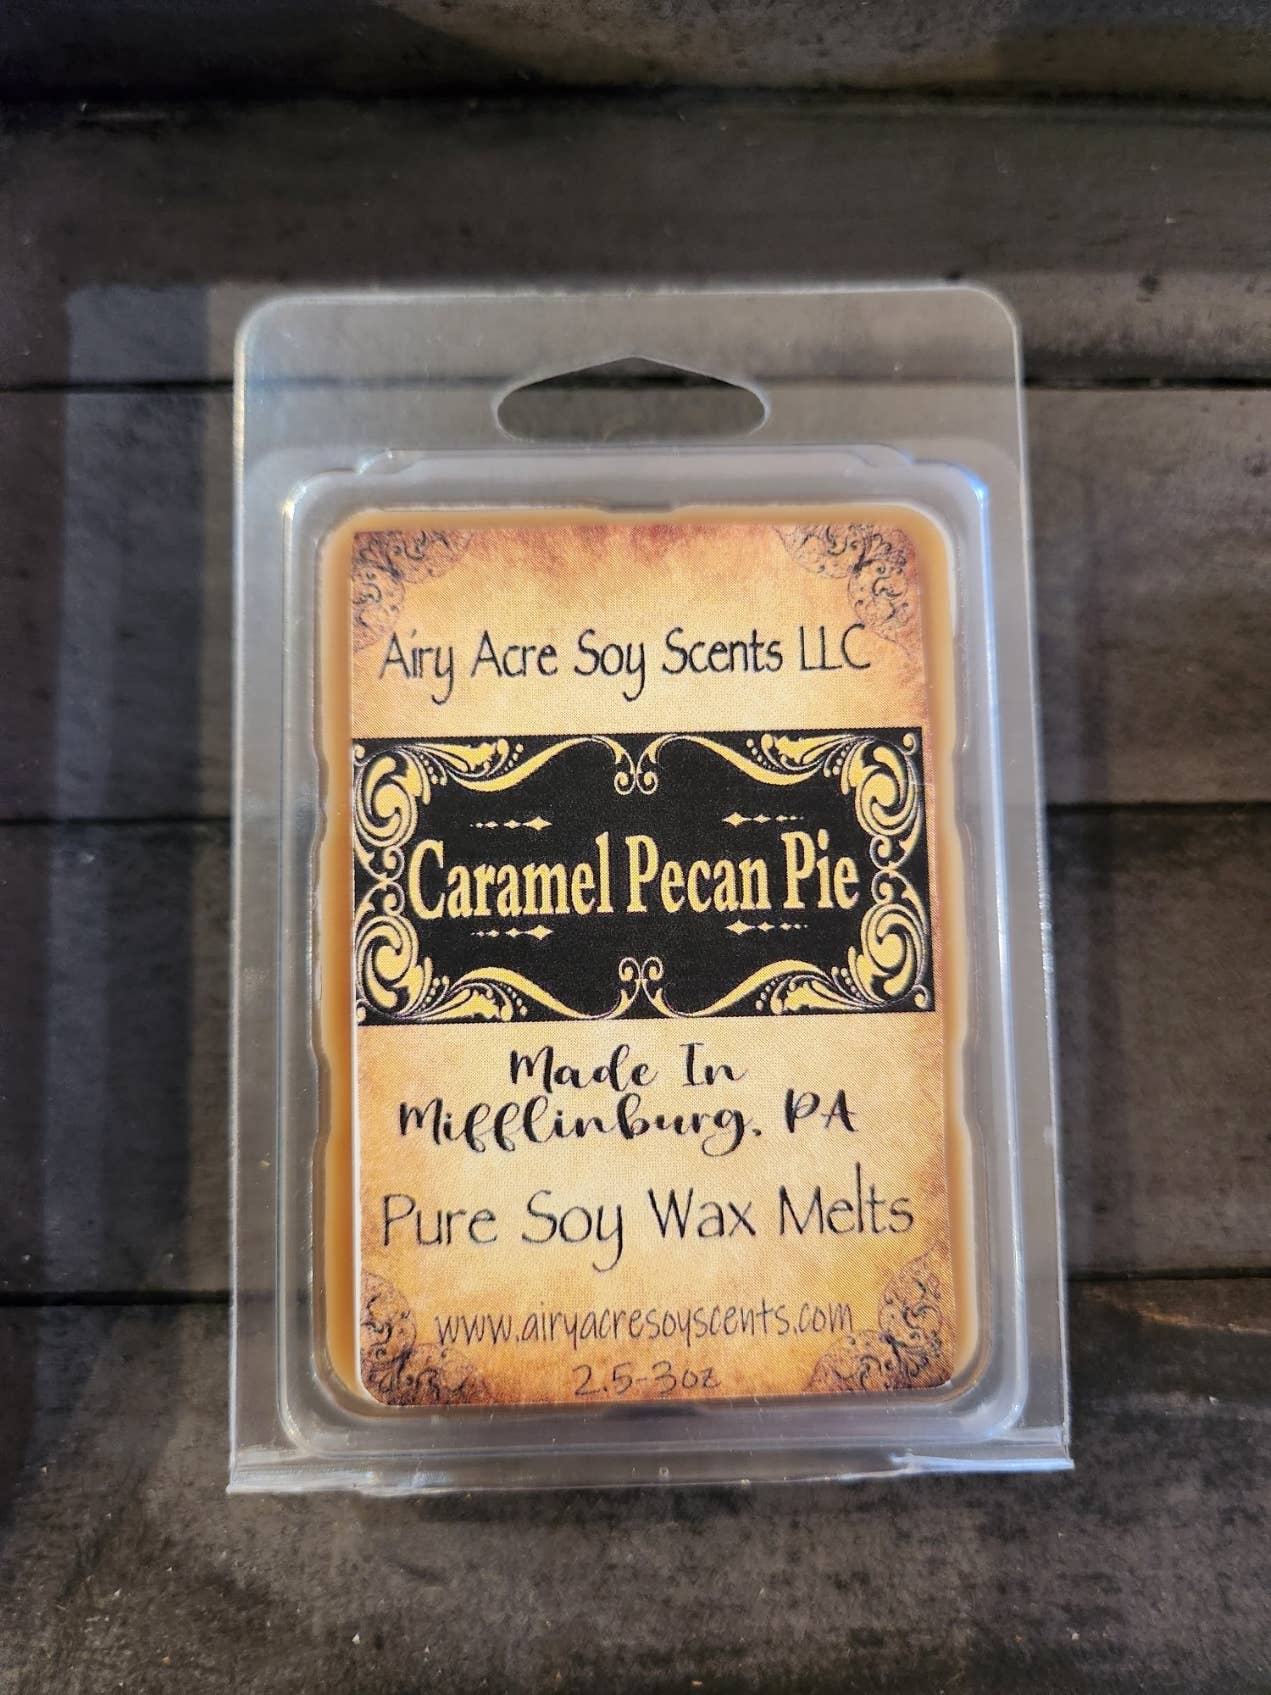 Airy Acre Soy Scents LLC
Caramel Pecan Pie
Made In
Mifflinburg, PA
Pure Soy Wax Melts
www.airyacresoyscents.com
2.5-3oz